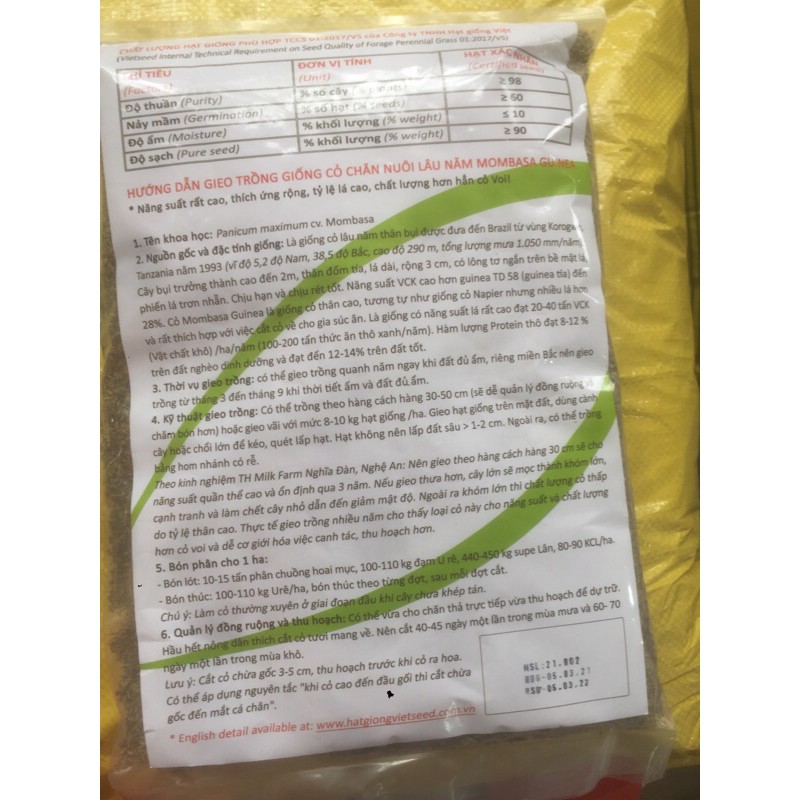 CHẤT LƯỢNG HẠT GIỐNG PHÙ HỢP TCCS 01:2017/VS của Công ty TNHH Hạt giống Việt
(Vietseed Internal Technical Requirement on Seed Quality of Forage Perennial Grass 01:2017/VS)
CHỈ TIÊU ĐƠN VỊ TÍNH HẠT XÁC NHẬN
(Factors) (Unit) (Certified seed)
Độ thuần (Purity) % số cây ≥ 98
Nảy mầm (Germination) % số hạt (% seeds) ≥ 60
Độ ẩm (Moisture) % khối lượng (% weight) ≤ 10
Độ sạch (Pure seed) % khối lượng (% weight) ≥ 90
HƯỚNG DẪN GIEO TRỒNG GIỐNG CỎ CHĂN NUÔI LÂU NĂM MOMBASA GUINEA
* Năng suất rất cao, thích ứng rộng, tỷ lệ lá cao, chất lượng hơn hẳn cỏ Voi!
1. Tên khoa học: Panicum maximum cv. Mombasa
2. Nguồn gốc và đặc tính giống: Là giống cỏ lâu năm thân bụi được đưa đến Brazil từ vùng Korogwe,
Tanzania năm 1993 (vĩ độ 5,2 độ Nam, 38,5 độ Bắc, cao độ 290 m, tổng lượng mưa 1.050 mm/năm).
Cây bụi trưởng thành cao đến 2m, thân đốm tía, lá dài, rộng 3 cm, có lông tơ ngắn trên bề mặt lá,
phiến lá trơn nhẵn. Chịu hạn và chịu rét tốt. Năng suất VCK cao hơn guinea TD 58 (guinea tía) đến
28%. Cỏ Mombasa Guinea là giống cỏ thân cao, tương tự như giống cỏ Napier nhưng nhiều lá hơn
và rất thích hợp với việc cắt cỏ về cho gia súc ăn. Là giống có năng suất lá rất cao đạt 20-40 tấn VCK
(Vật chất khô) /ha/năm (100-200 tấn thức ăn thô xanh/năm). Hàm lượng Protein thô đạt 8-12 %
trên đất nghèo dinh dưỡng và đạt đến 12-14% trên đất tốt.
3. Thời vụ gieo trồng: có thể gieo trồng quanh năm ngay khi đất đủ ẩm, riêng miền Bắc nên gieo
trồng từ tháng 3 đến tháng 9 khi thời tiết ấm và đất đủ ẩm.
4. Kỹ thuật gieo trồng: Có thể trồng theo hàng cách hàng 30-50 cm (sẽ dễ quản lý đồng ruộng và
chăm bón hơn) hoặc gieo vãi với mức 8-10 kg hạt giống /ha. Gieo hạt giống trên mặt đất, dùng cành
cây hoặc chổi lớn để kéo, quét lấp hạt. Hạt không nên lấp đất sâu > 1-2 cm. Ngoài ra, có thể trồng
bằng hom nhánh có rễ.
Theo kinh nghiệm TH Milk Farm Nghĩa Đàn, Nghệ An: Nên gieo theo hàng cách hàng 30 cm sẽ cho
năng suất quần thể cao và ổn định qua 3 năm. Nếu gieo thưa hơn, cây lớn sẽ mọc thành khóm lớn,
cạnh tranh và làm chết cây nhỏ dẫn đến giảm mật độ. Ngoài ra khóm lớn thì chất lượng cỏ thấp
do tỷ lệ thân cao. Thực tế gieo trồng nhiều năm cho thấy loại cỏ này cho năng suất và chất lượng
hơn cỏ voi và dễ cơ giới hóa việc canh tác, thu hoạch hơn.
5. Bón phân cho 1 ha:
- Bón lót: 10-15 tấn phân chuồng hoai mục, 100-110 kg đạm U rê, 440-450 kg supe Lân, 80-90 KCL/ha.
- Bón thúc: 100-110 kg Urê/ha, bón thúc theo từng đợt, sau mỗi đợt cắt.
Chú ý: Làm cỏ thường xuyên ở giai đoạn đầu khi cây chưa khép tán.
6. Quản lý đồng ruộng và thu hoạch: Có thể vừa cho chăn thả trực tiếp vừa thu hoạch để dự trữ.
Hầu hết nông dân thích cắt cỏ tươi mang về. Nên cắt 40-45 ngày một lần trong mùa mưa và 60- 70
ngày một lần trong mùa khô.
Lưu ý: Cắt cỏ chừa gốc 3-5 cm, thu hoạch trước khi cỏ ra hoa.
Có thể áp dụng nguyên tắc "khi cỏ cao đến đầu gối thì cắt chừa
gốc đến mắt cá chân".
NSL:21.002
-05.03.21
HSD-05.03.22
* English detail available at: www.hatgiongvietseed.com.vn